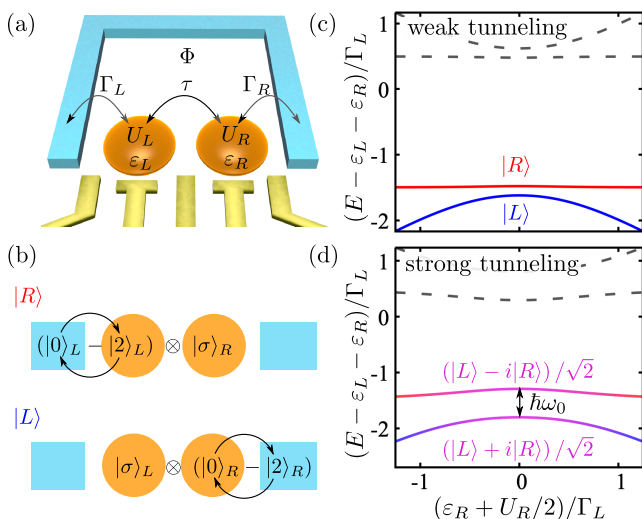 (a)
Φ
Γ_L
τ
Γ_R
U_L
U_R
ε_L
ε_R
(b)
|R⟩
(|0⟩_L − |2⟩_L) ⊗ |σ⟩_R
|L⟩
|σ⟩_L ⊗ (|0⟩_R − |2⟩_R)
(c)
weak tunneling
(E − ε_L − ε_R)/Γ_L
0
-1
-2
|R⟩
|L⟩
(d)
strong tunneling
(E − ε_L − ε_R)/Γ_L
1
0
-1
-2
(|L⟩ − i|R⟩)/√2
ħω_0
(|L⟩ + i|R⟩)/√2
-1 0 1
(ε_R + U_R/2)/Γ_L